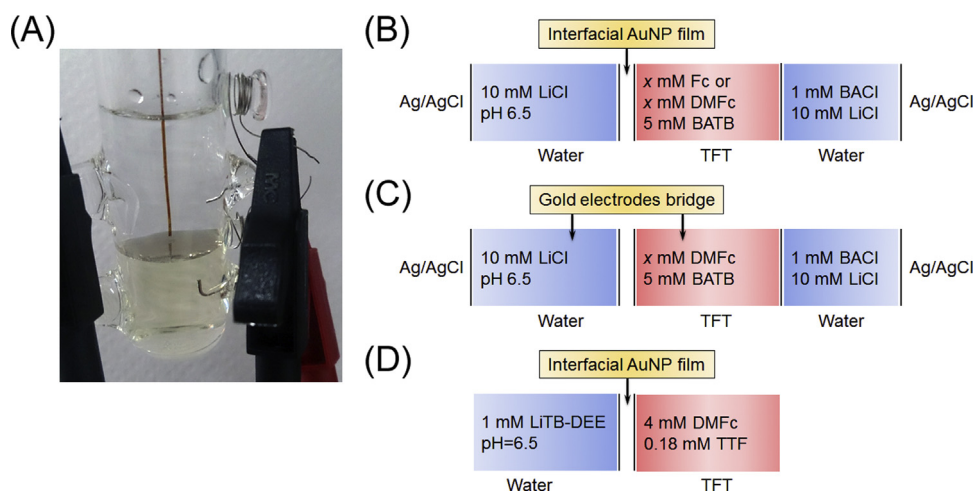 (A)
(B)
Interfacial AuNP film
Ag/AgCl
10 mM LiCl
pH 6.5
x mM Fc or
x mM DMFc
5 mM BATB
1 mM BACl
10 mM LiCl
Ag/AgCl
Water
TFT
Water
(C)
Gold electrodes bridge
Ag/AgCl
10 mM LiCl
pH 6.5
x mM DMFc
5 mM BATB
1 mM BACl
10 mM LiCl
Ag/AgCl
Water
TFT
Water
(D)
Interfacial AuNP film
1 mM LiTB-DEE
pH=6.5
4 mM DMFc
0.18 mM TTF
Water
TFT